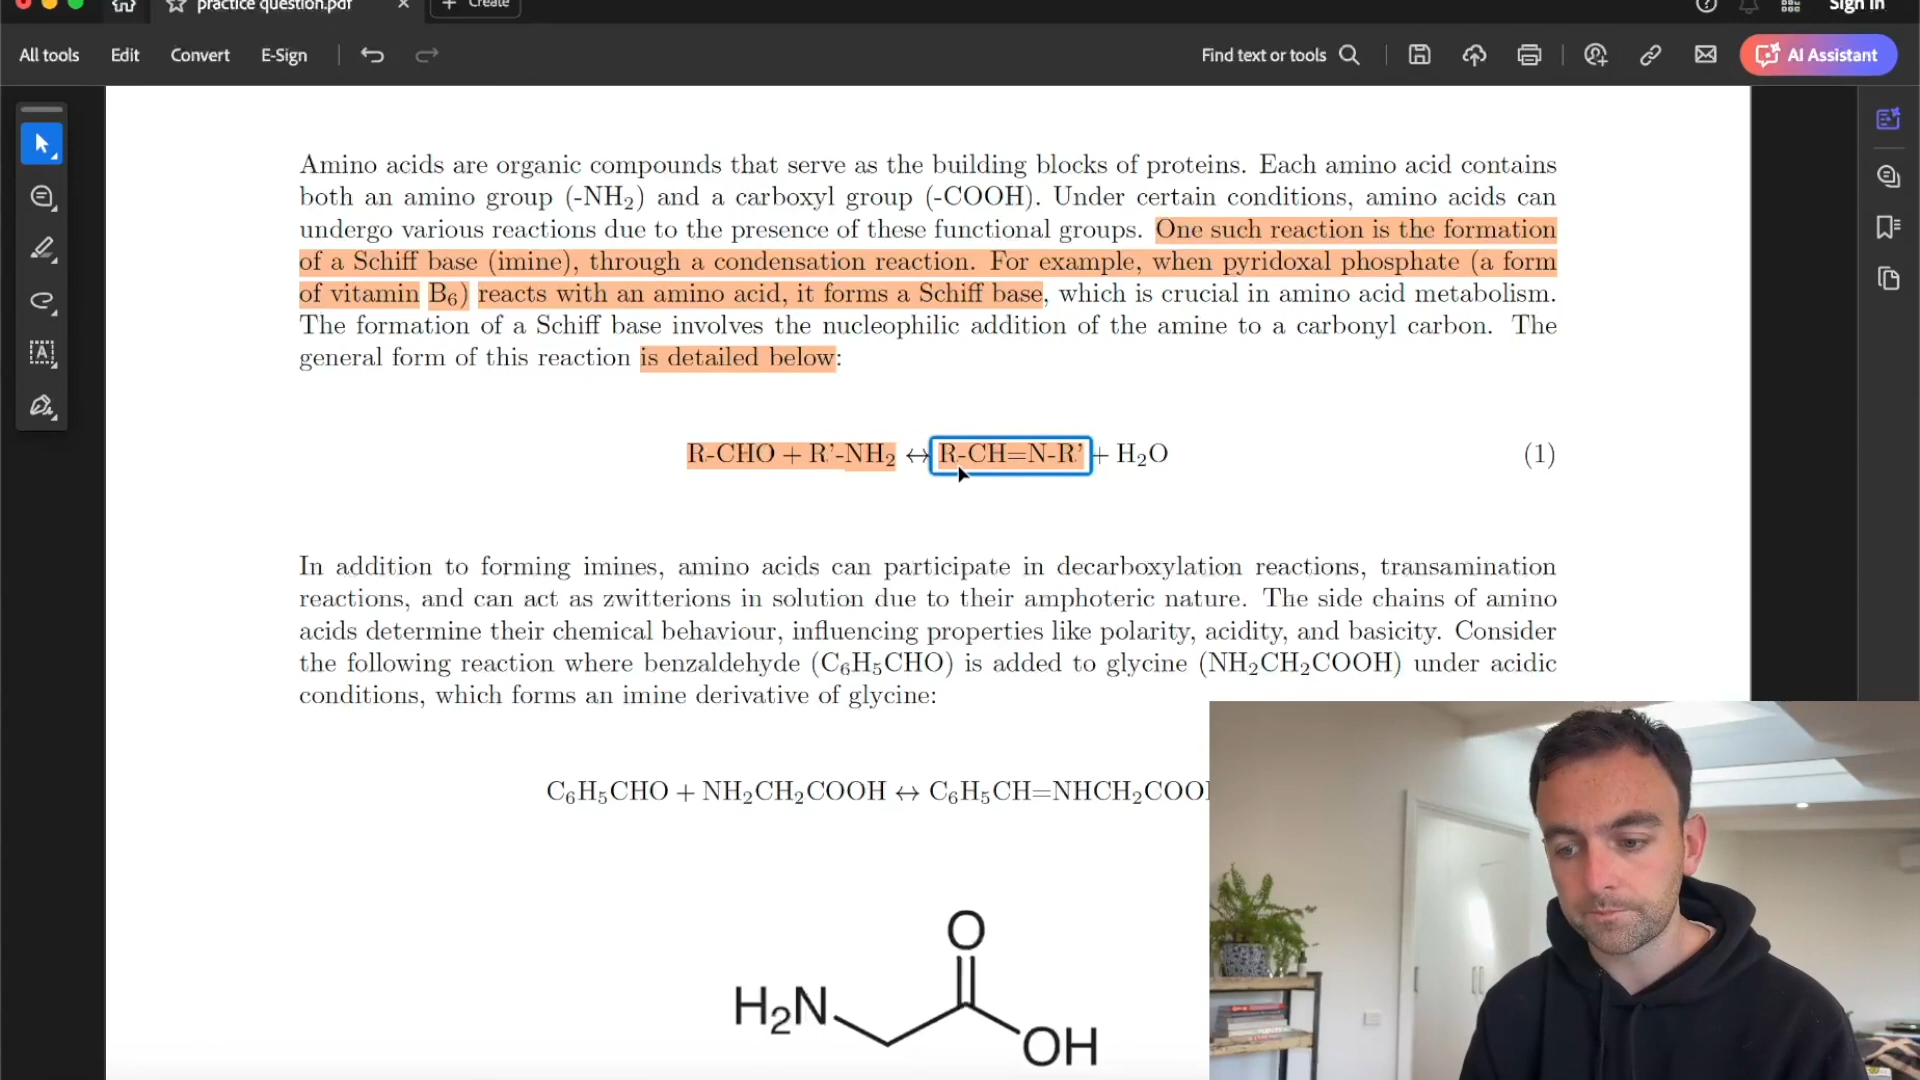 practice question.pdf
Create
Sign in
All tools
Edit
Convert
E-Sign
Find text or tools
AI Assistant
Amino acids are organic compounds that serve as the building blocks of proteins. Each amino acid contains
both an amino group (-NH₂) and a carboxyl group (-COOH). Under certain conditions, amino acids can
undergo various reactions due to the presence of these functional groups. One such reaction is the formation
of a Schiff base (imine), through a condensation reaction. For example, when pyridoxal phosphate (a form
of vitamin B₆) reacts with an amino acid, it forms a Schiff base, which is crucial in amino acid metabolism.
The formation of a Schiff base involves the nucleophilic addition of the amine to a carbonyl carbon. The
general form of this reaction is detailed below:
R-CHO + R'-NH₂ ↔ R-CH=N-R' + H₂O (1)
In addition to forming imines, amino acids can participate in decarboxylation reactions, transamination
reactions, and can act as zwitterions in solution due to their amphoteric nature. The side chains of amino
acids determine their chemical behaviour, influencing properties like polarity, acidity, and basicity. Consider
the following reaction where benzaldehyde (C₆H₅CHO) is added to glycine (NH₂CH₂COOH) under acidic
conditions, which forms an imine derivative of glycine:
C₆H₅CHO + NH₂CH₂COOH ↔ C₆H₅CH=NHCH₂COO
O
H₂N
OH